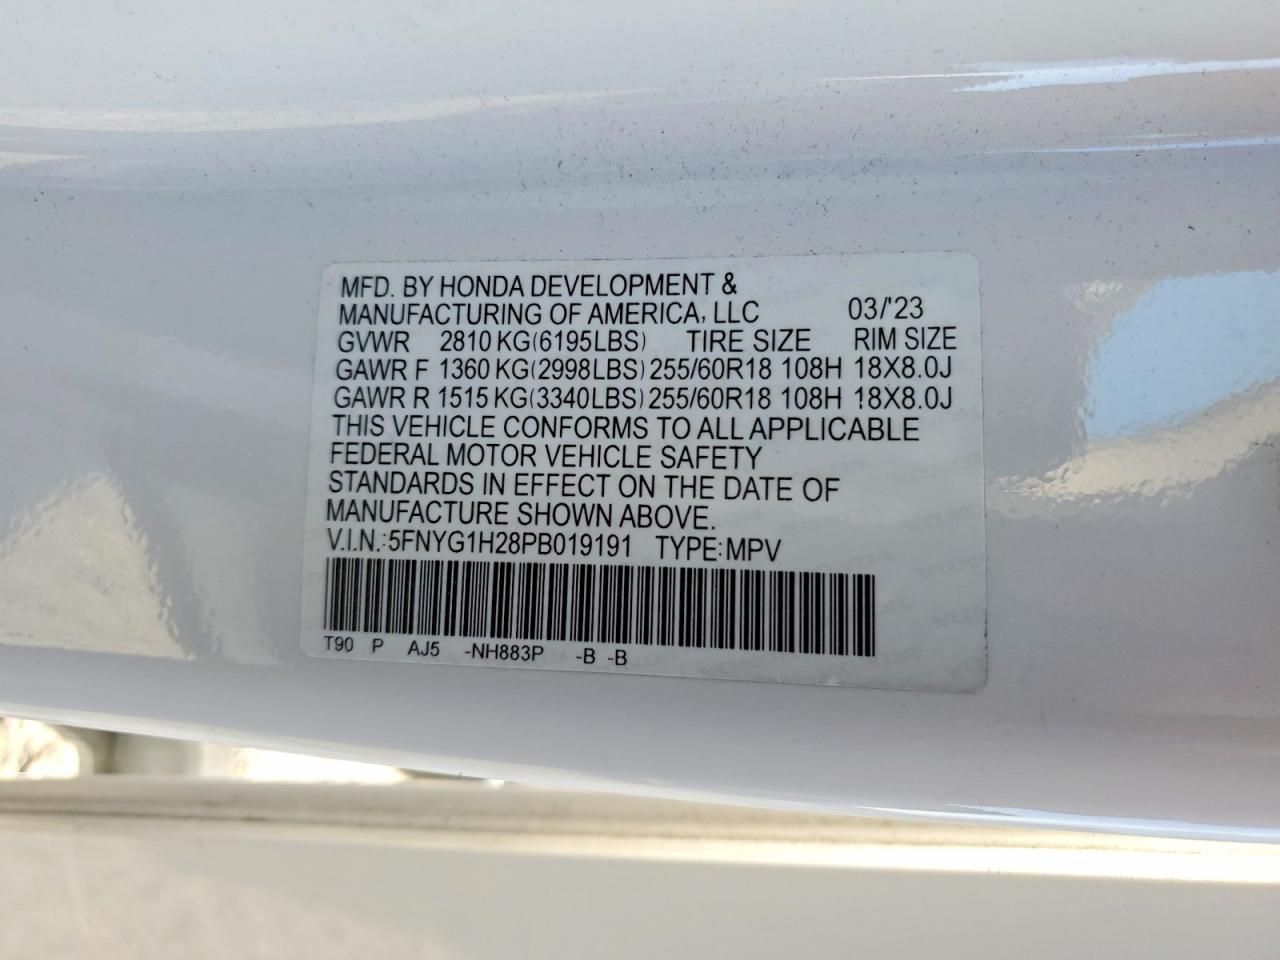 MFD. BY HONDA DEVELOPMENT &
MANUFACTURING OF AMERICA, LLC 03/'23
GVWR 2810 KG(6195LBS) TIRE SIZE RIM SIZE
GAWR F 1360 KG(2998LBS) 255/60R18 108H 18X8.0J
GAWR R 1515 KG(3340LBS) 255/60R18 108H 18X8.0J
THIS VEHICLE CONFORMS TO ALL APPLICABLE
FEDERAL MOTOR VEHICLE SAFETY
STANDARDS IN EFFECT ON THE DATE OF
MANUFACTURE SHOWN ABOVE.
V.I.N.:5FNYG1H28PB019191 TYPE:MPV
T90 P AJ5 -NH883P -B -B